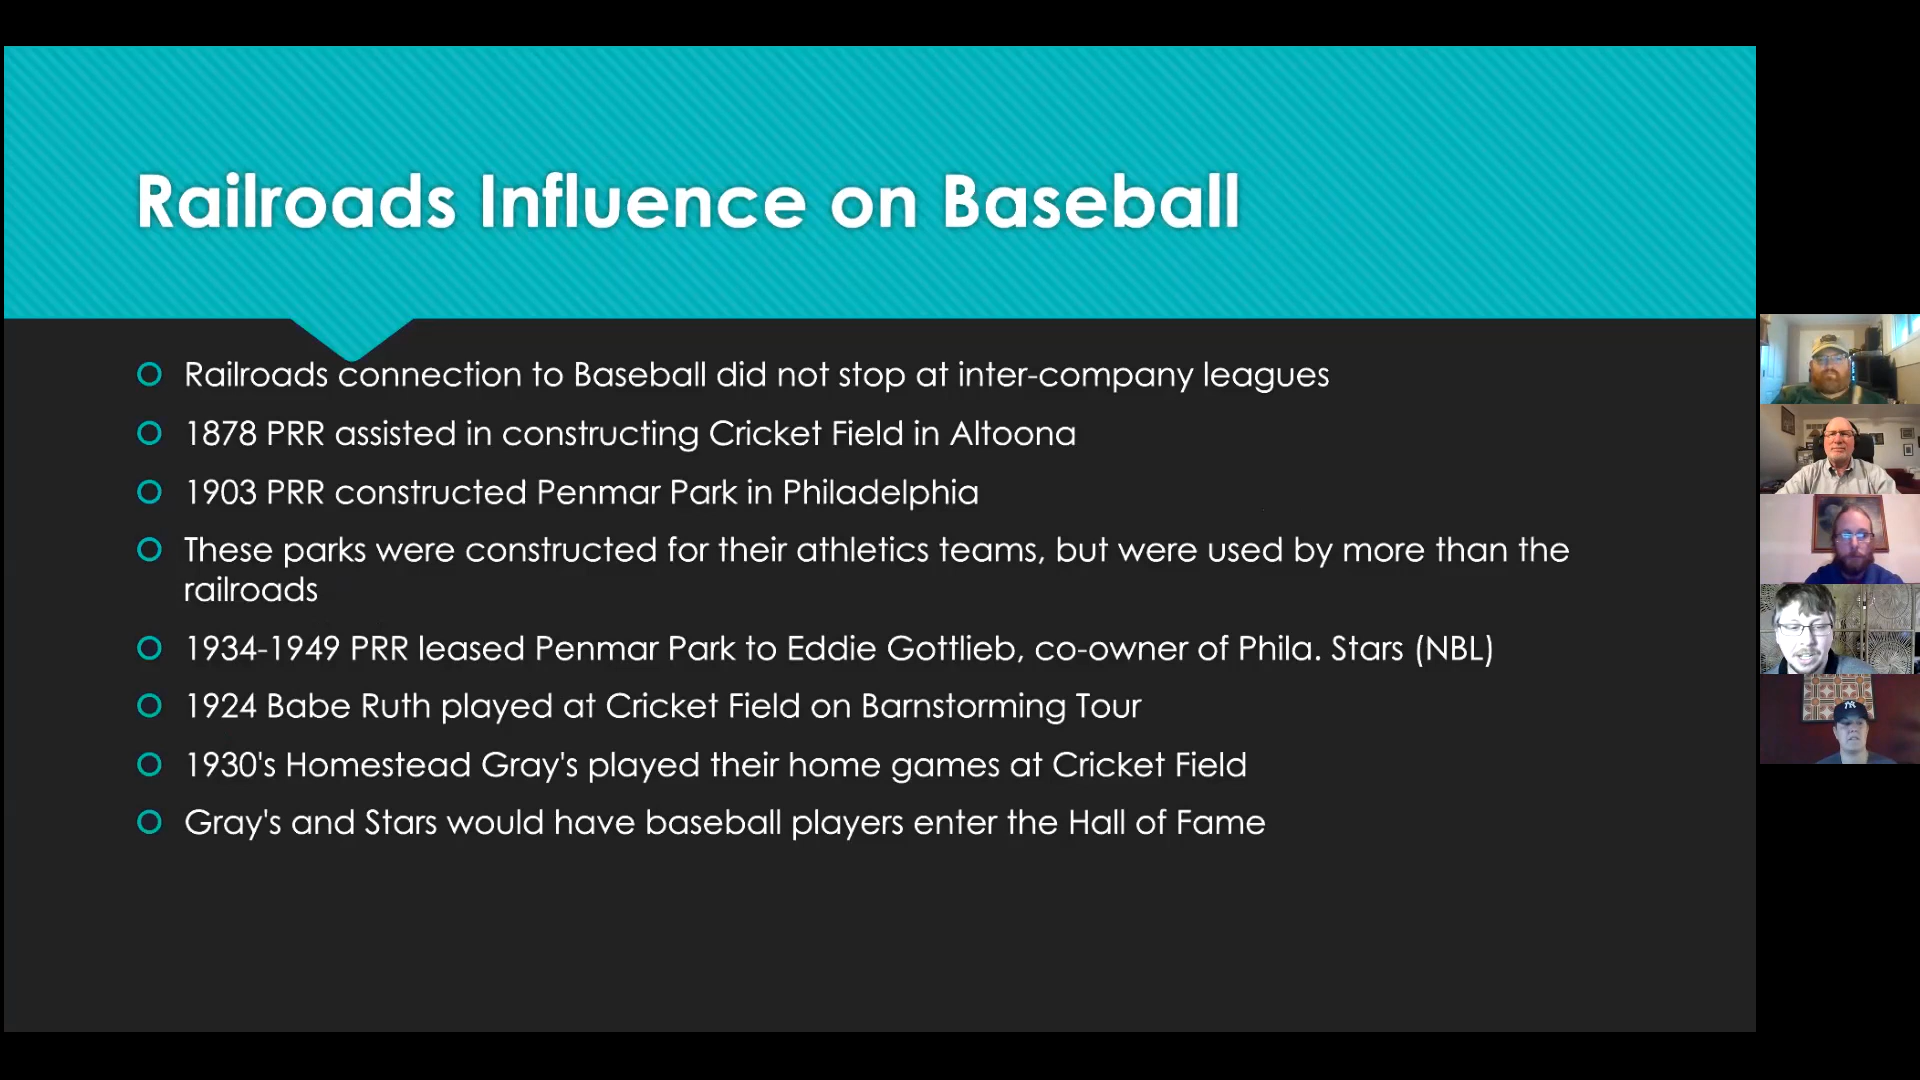 Railroads Influence on Baseball
Railroads connection to Baseball did not stop at inter-company leagues
1878 PRR assisted in constructing Cricket Field in Altoona
1903 PRR constructed Penmar Park in Philadelphia
These parks were constructed for their athletics teams, but were used by more than the
railroads
1934-1949 PRR leased Penmar Park to Eddie Gottlieb, co-owner of Phila. Stars (NBL)
1924 Babe Ruth played at Cricket Field on Barnstorming Tour
1930's Homestead Gray's played their home games at Cricket Field
Gray's and Stars would have baseball players enter the Hall of Fame